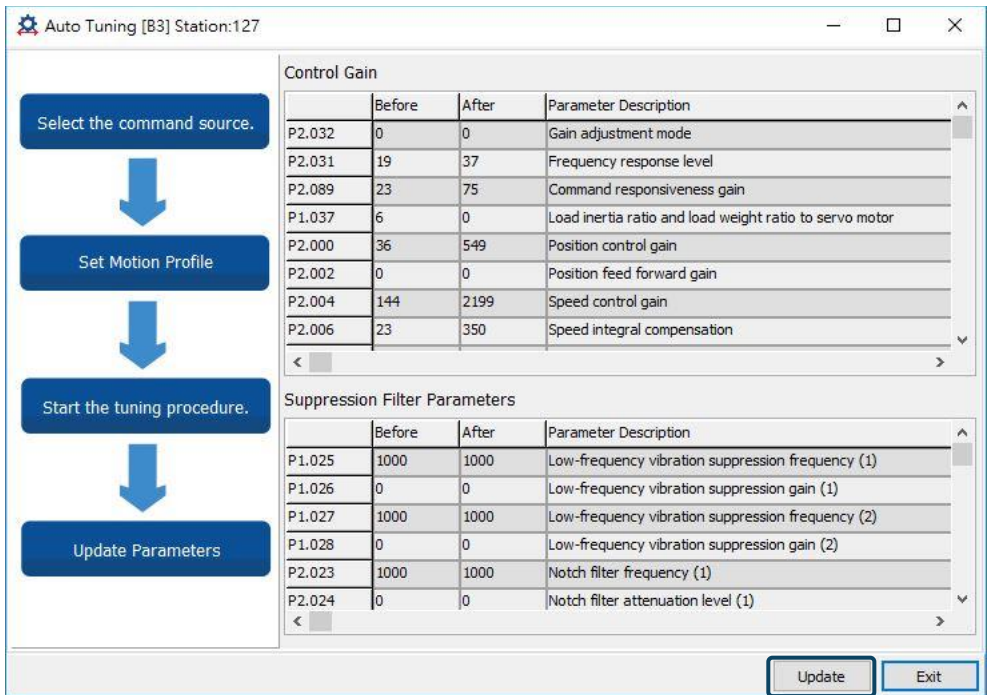 Auto Tuning [B3] Station:127
Select the command source.
Set Motion Profile
Start the tuning procedure.
Update Parameters
Control Gain
Before After Parameter Description
P2.032 0 0 Gain adjustment mode
P2.031 19 37 Frequency response level
P2.089 23 75 Command responsiveness gain
P1.037 6 0 Load inertia ratio and load weight ratio to servo motor
P2.000 36 549 Position control gain
P2.002 0 0 Position feed forward gain
P2.004 144 2199 Speed control gain
P2.006 23 350 Speed integral compensation
Suppression Filter Parameters
Before After Parameter Description
P1.025 1000 1000 Low-frequency vibration suppression frequency (1)
P1.026 0 0 Low-frequency vibration suppression gain (1)
P1.027 1000 1000 Low-frequency vibration suppression frequency (2)
P1.028 0 0 Low-frequency vibration suppression gain (2)
P2.023 1000 1000 Notch filter frequency (1)
P2.024 0 0 Notch filter attenuation level (1)
Update Exit